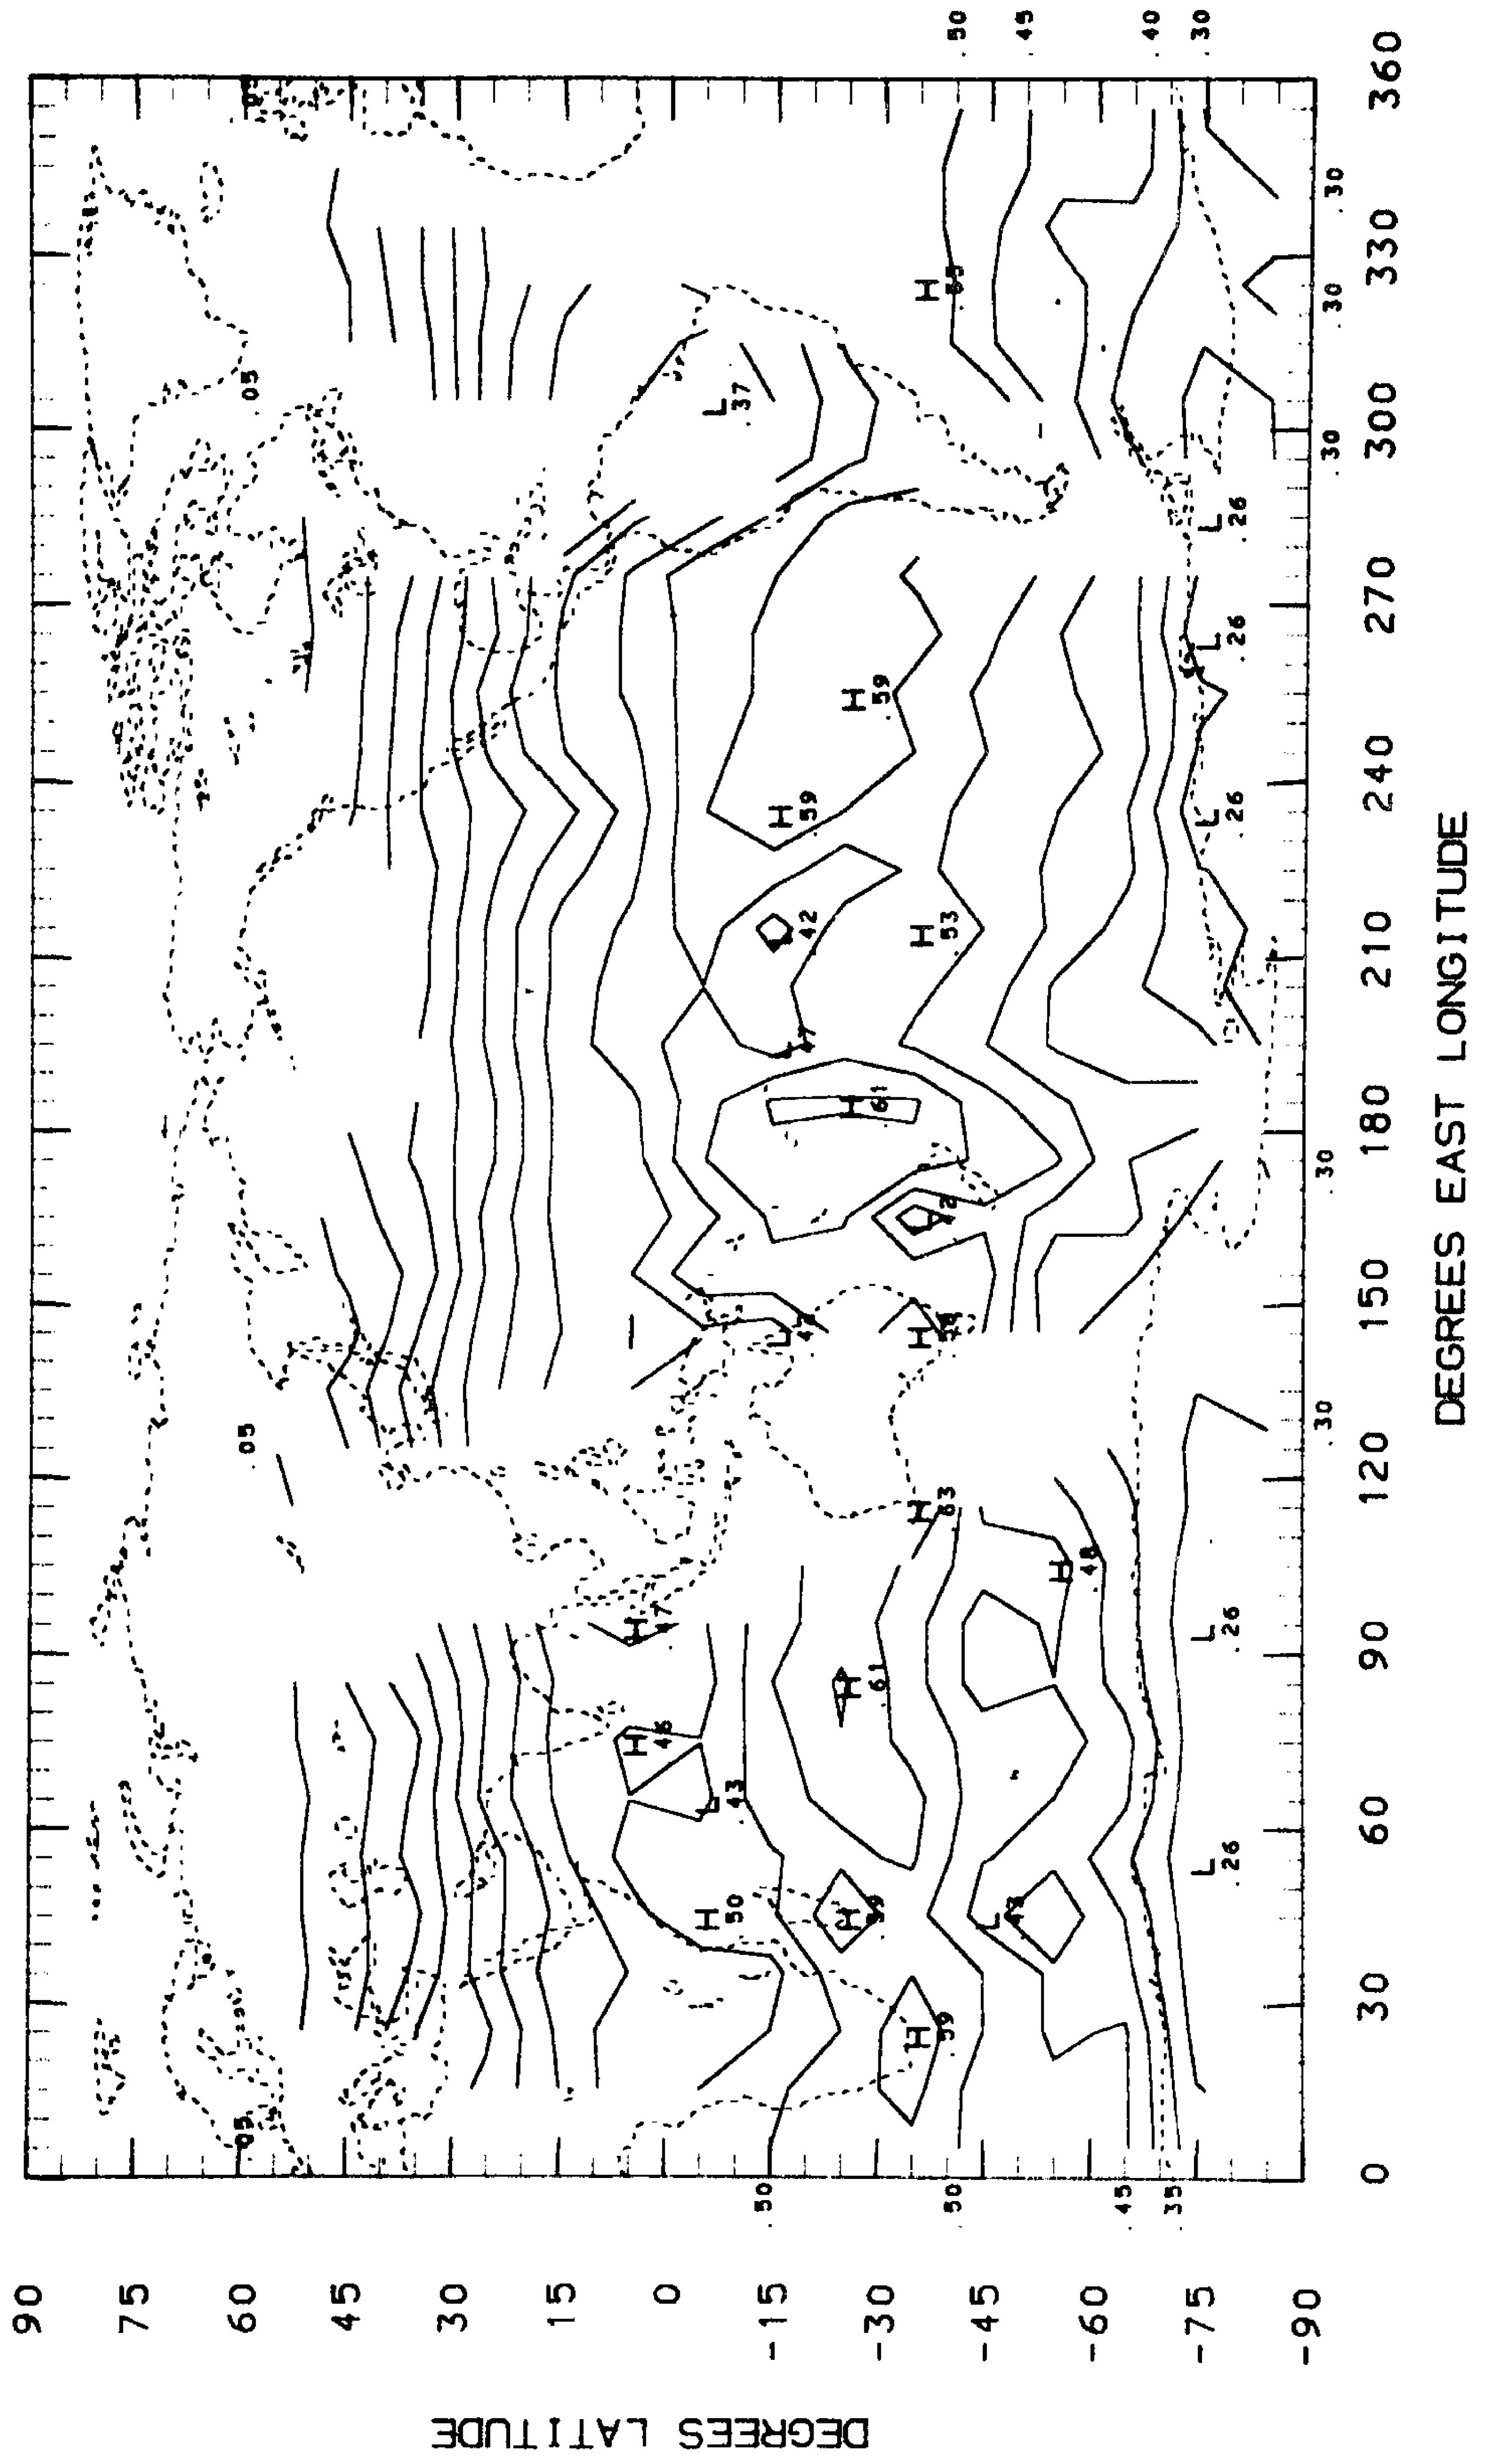 90
75
60
45
30
15
0
-15
-30
-45
-60
-75
-90
DEGREES LATITUDE
0 30 60 90 120 150 180 210 240 270 300 330 360
DEGREES EAST LONGITUDE
.50
.50
.45
.35
.50
.45
.40
.30
.30
.30
.30
.30
.30
.05
.05
.05
H
.47
H
.46
L
.43
H
.50
H
.61
H
.59
H
.59
L
H
.63
H
.48
L
.26
L
.26
L
H
H
.61
L
.42
H
.53
H
.59
H
.59
L
.37
H
.55
L
.26
L
.26
L
.26